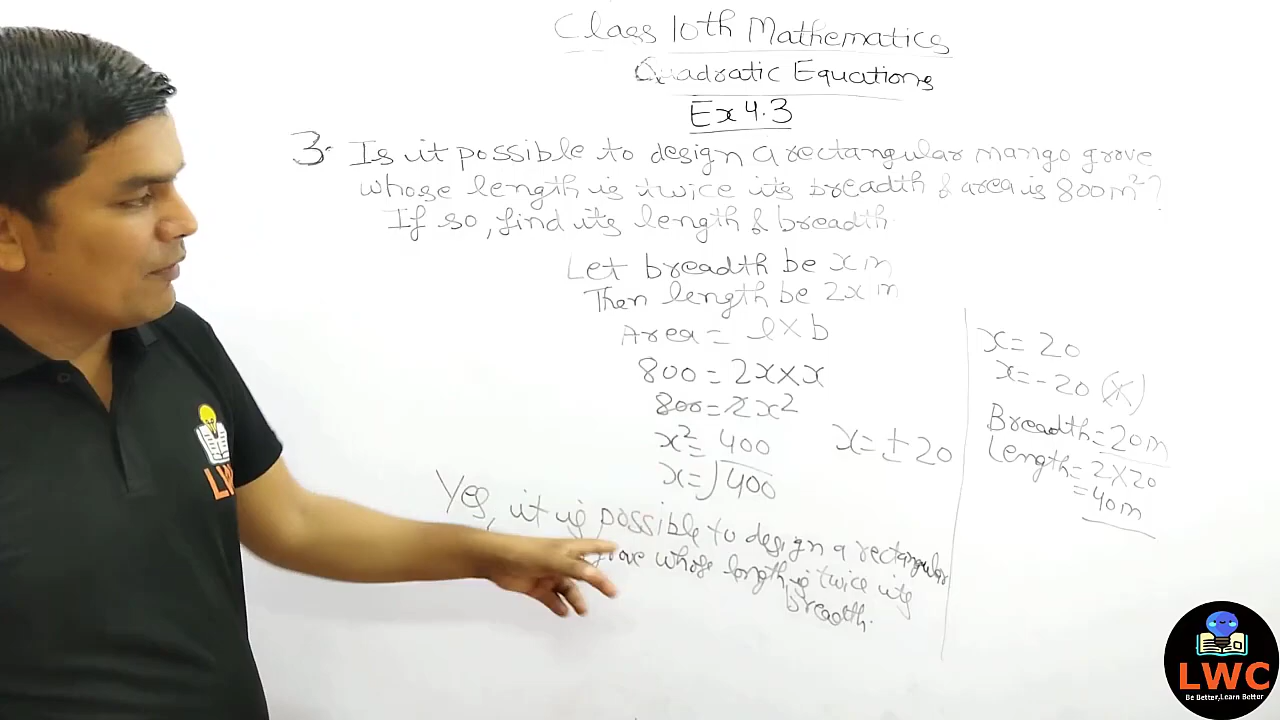 Class 10th Mathematics
Quadratic Equations
Ex 4.3
3. Is it possible to design a rectangular mango grove
whose length is twice its breadth & area is 800m²?
If so, find its length & breadth.
Let breadth be x m
Then length be 2x m
Area = l × b
800 = 2x × x
800 = 2x²
x² = 400
x = √400
x = ± 20
Yes, it is possible to design a rectangular
grove whose length is twice its
breadth.
x = 20
x = -20 (X)
Breadth = 20m
Length = 2×20
= 40m
LWC
LWC
Be Better,Learn Better